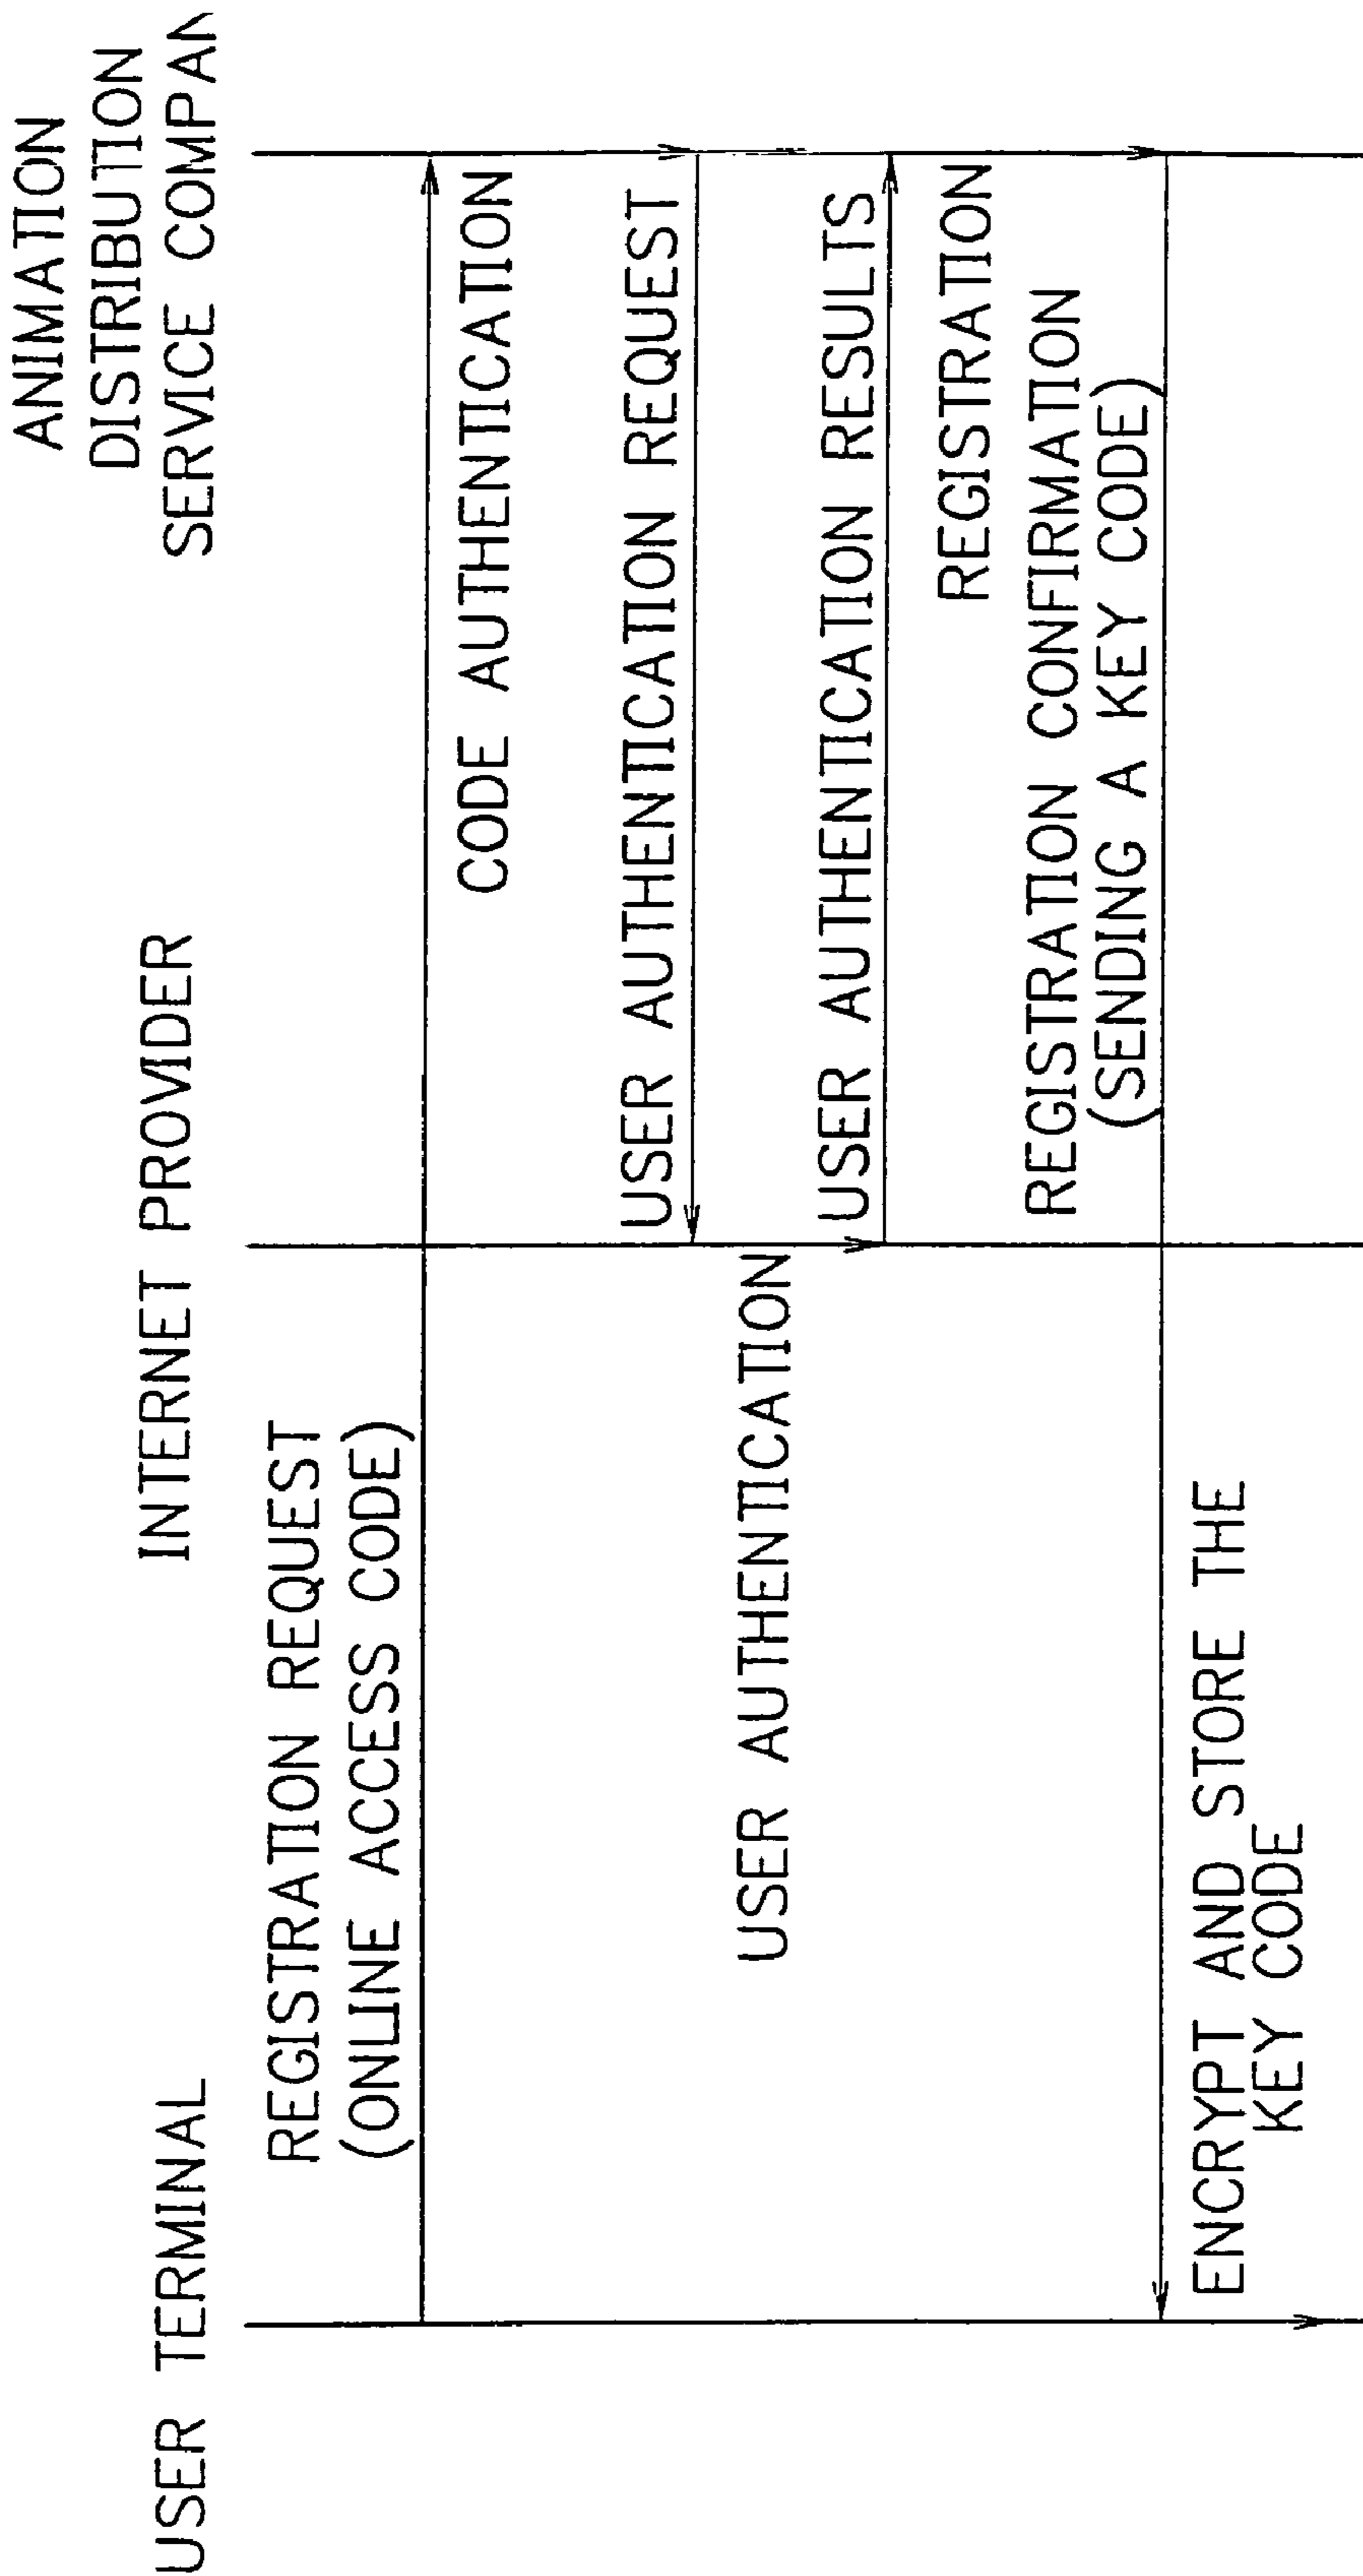 USER TERMINAL
INTERNET PROVIDER
ANIMATION
DISTRIBUTION
SERVICE
REGISTRATION REQUEST
(ONLINE ACCESS CODE)
CODE AUTHENTICATION
USER AUTHENTICATION REQUEST
USER AUTHENTICATION
USER AUTHENTICATION RESULTS
REGISTRATION
REGISTRATION CONFIRMATION
(SENDING A KEY CODE)
ENCRYPT AND STORE THE
KEY CODE